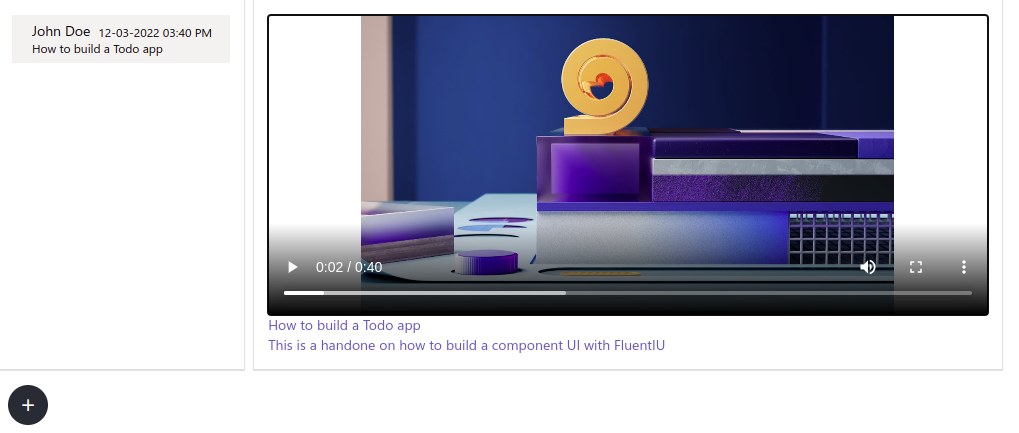 John Doe 12-03-2022 03:40 PM
How to build a Todo app
0:02 / 0:40
How to build a Todo app
This is a handone on how to build a component UI with FluentIU
+